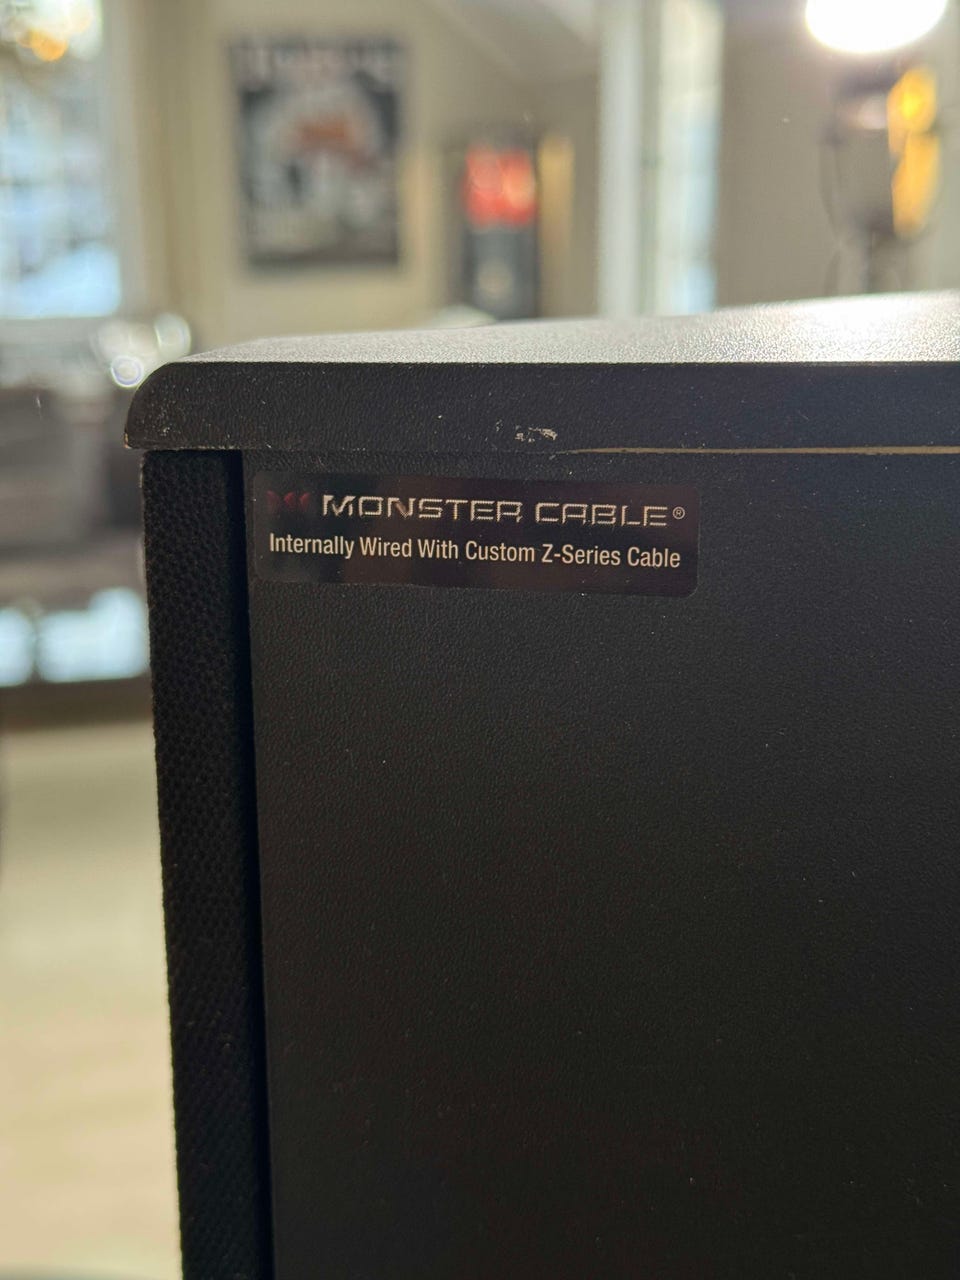 MONSTER CABLE®
Internally Wired With Custom Z-Series Cable